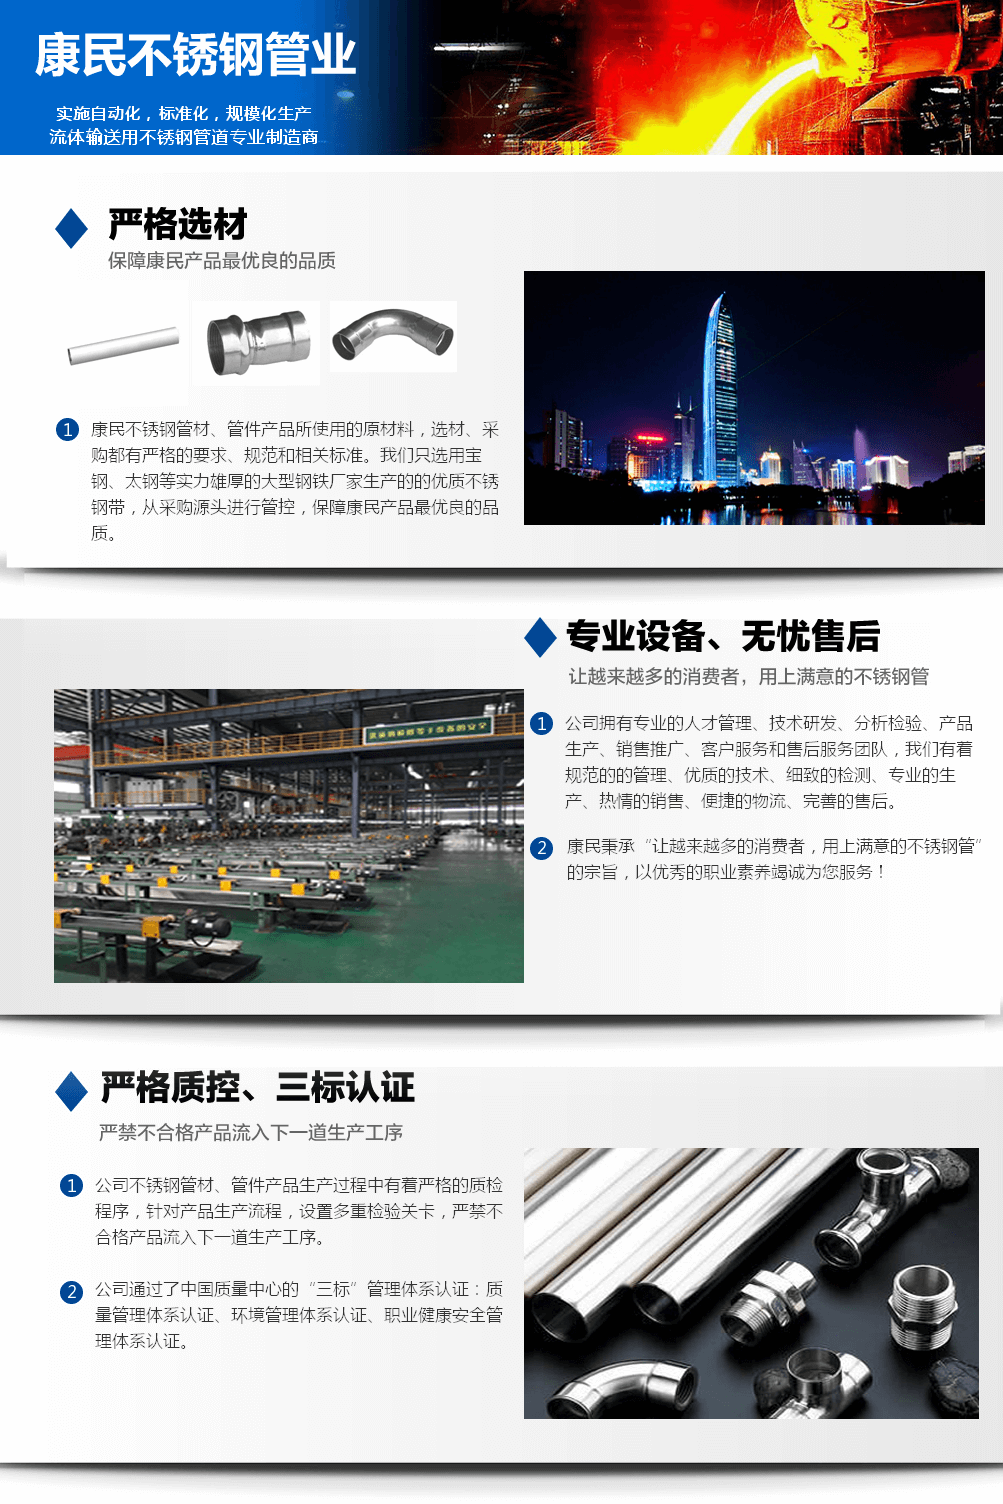 康民不锈钢管业
实施自动化，标准化，规模化生产
流体输送用不锈钢管道专业制造商
严格选材
保障康民产品最优良的品质
1 康民不锈钢管材、管件产品所使用的原材料，选材、采
购都有严格的要求、规范和相关标准。我们只选用宝
钢、太钢等实力雄厚的大型钢铁厂家生产的的优质不锈
钢带，从采购源头进行管控，保障康民产品最优良的品
质。
专业设备、无忧售后
让越来越多的消费者，用上满意的不锈钢管
1 公司拥有专业的人才管理、技术研发、分析检验、产品
生产、销售推广、客户服务和售后服务团队，我们有着
规范的的管理、优质的技术、细致的检测、专业的生
产、热情的销售、便捷的物流、完善的售后。
2 康民秉承“让越来越多的消费者，用上满意的不锈钢管”
的宗旨，以优秀的职业素养竭诚为您服务！
严格质控、三标认证
严禁不合格产品流入下一道生产工序
1 公司不锈钢管材、管件产品生产过程中有着严格的质检
程序，针对产品生产流程，设置多重检验关卡，严禁不
合格产品流入下一道生产工序。
2 公司通过了中国质量中心的“三标”管理体系认证：质
量管理体系认证、环境管理体系认证、职业健康安全管
理体系认证。